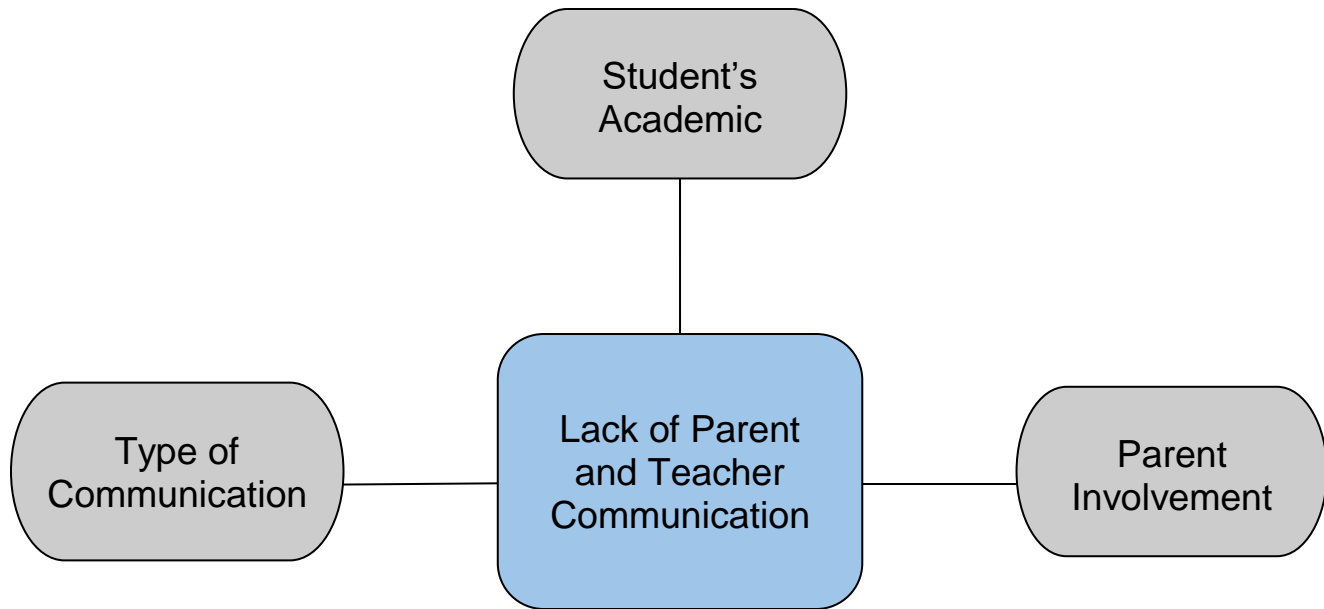 Student’s
Academic
Type of
Communication
Lack of Parent
and Teacher
Communication
Parent
Involvement